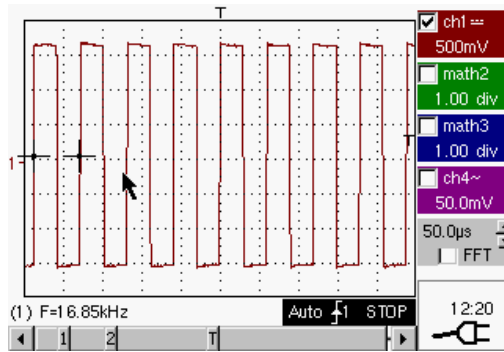 T
ch1
500mV
math2
1.00 div
math3
1.00 div
T
1
ch4~
50.0mV
50.0µs
FFT
(1) F=16.85kHz
Auto 1 STOP
12:20
1 2 T